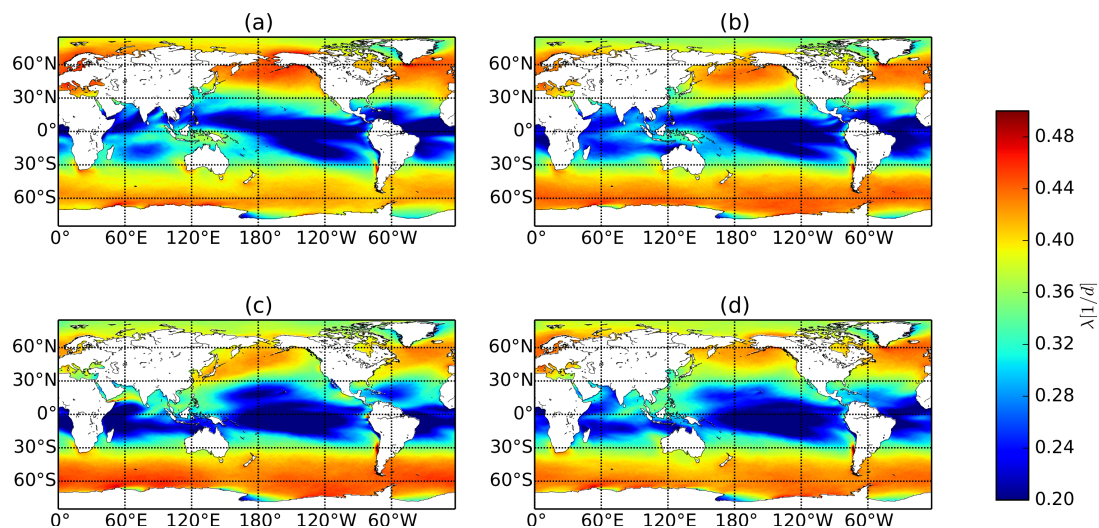 (a) (b)
60°N 60°N
30°N 30°N
0° 0°
30°S 30°S
60°S 60°S
0° 60°E 120°E 180° 120°W 60°W 0° 60°E 120°E 180° 120°W 60°W
(c) (d)
60°N 60°N
30°N 30°N
0° 0°
30°S 30°S
60°S 60°S
0° 60°E 120°E 180° 120°W 60°W 0° 60°E 120°E 180° 120°W 60°W
0.48
0.44
0.40
0.36
0.32
0.28
0.24
0.20
λ[1/d]